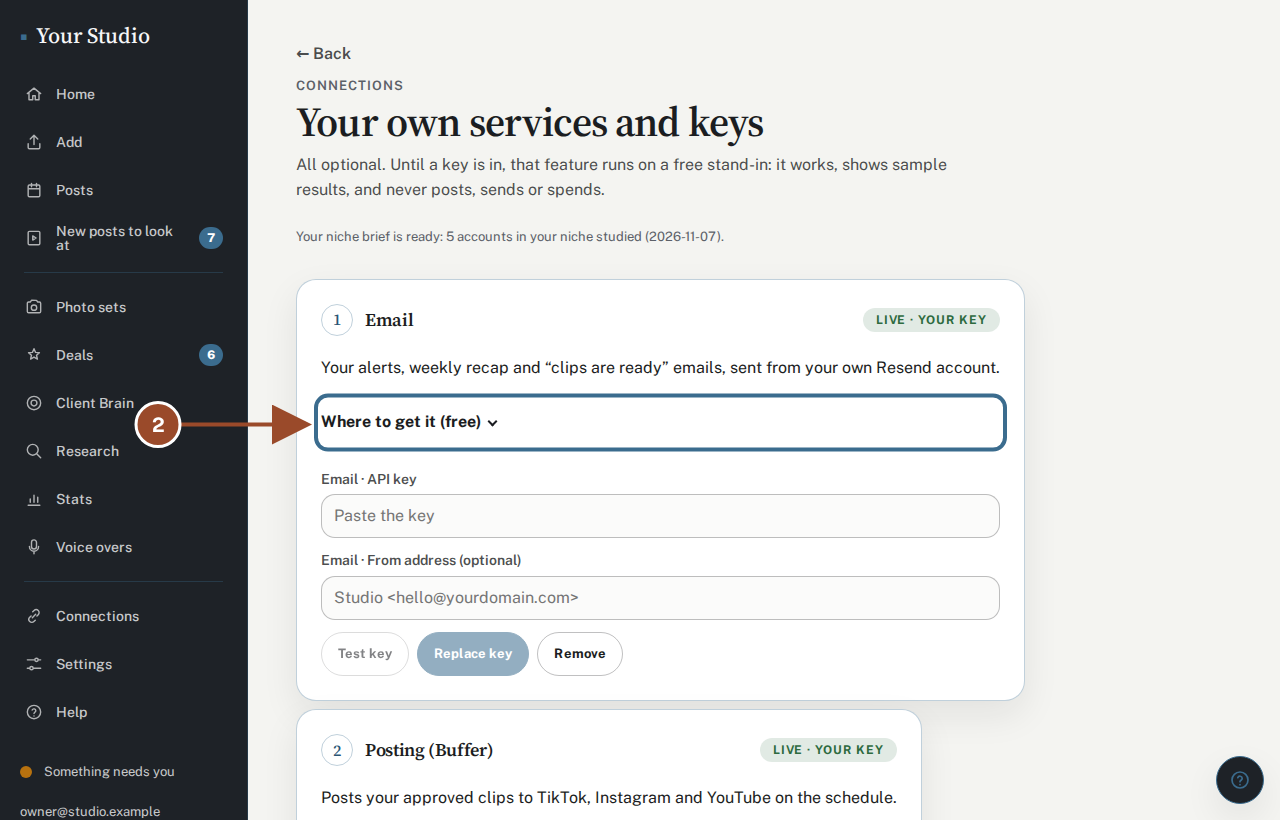 Your Studio
Home
Add
Posts
New posts to look
at
7
Photo sets
Deals
6
Client Brain
Research
Stats
Voice overs
Connections
Settings
Help
Something needs you
owner@studio.example
← Back
CONNECTIONS
Your own services and keys
All optional. Until a key is in, that feature runs on a free stand-in: it works, shows sample
results, and never posts, sends or spends.
Your niche brief is ready: 5 accounts in your niche studied (2026-11-07).
1 Email LIVE · YOUR KEY
Your alerts, weekly recap and “clips are ready” emails, sent from your own Resend account.
2
Where to get it (free)
Email · API key
Paste the key
Email · From address (optional)
Studio <hello@yourdomain.com>
Test key Replace key Remove
2 Posting (Buffer) LIVE · YOUR KEY
Posts your approved clips to TikTok, Instagram and YouTube on the schedule.